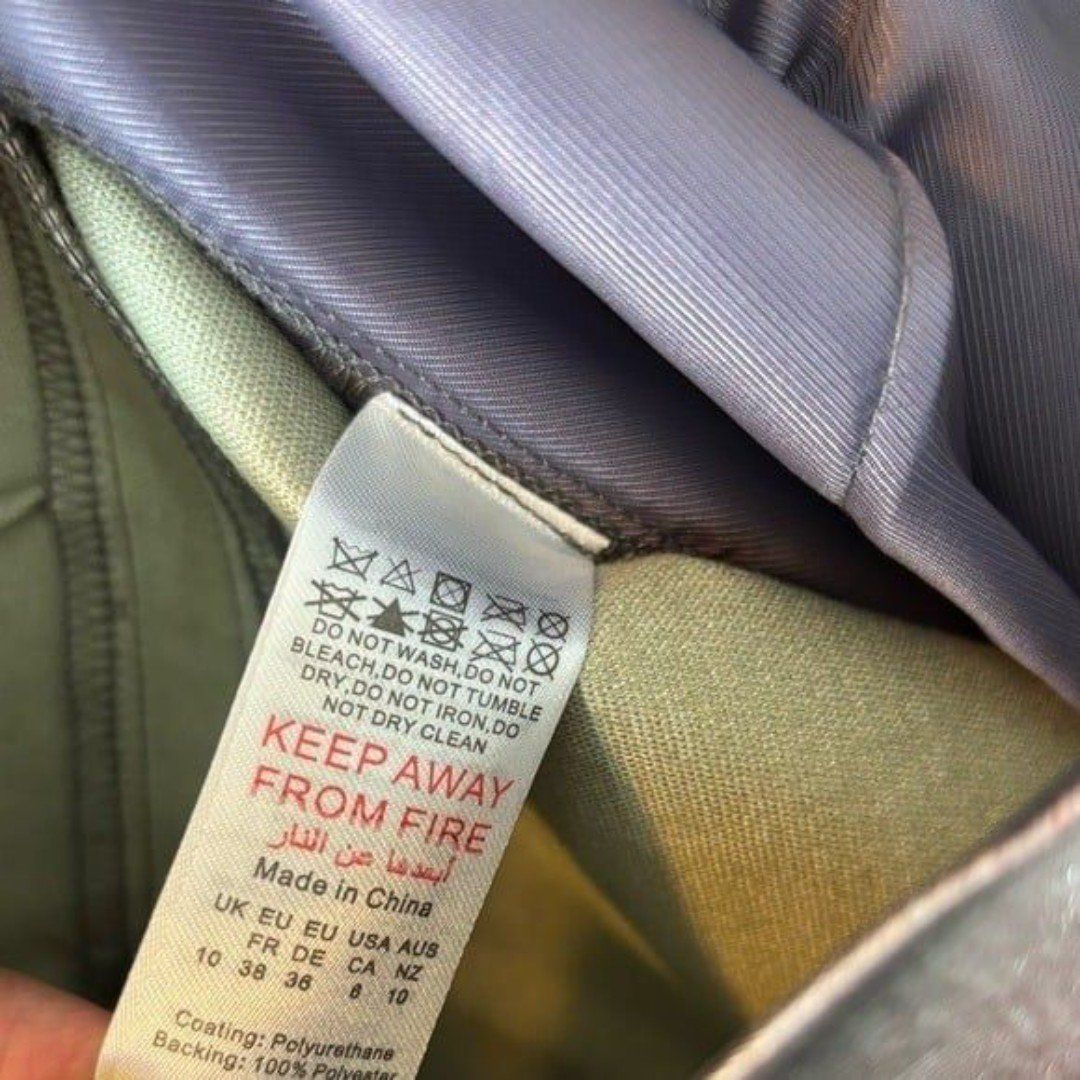 DO NOT WASH,DO NOT
BLEACH,DO NOT TUMBLE
DRY,DO NOT IRON,DO
NOT DRY CLEAN
KEEP AWAY
FROM FIRE
أبعدها عن النار
Made in China
UK EU EU USA AUS
FR DE CA NZ
10 38 36 6 10
Coating: Polyurethane
Backing: 100% Polyester